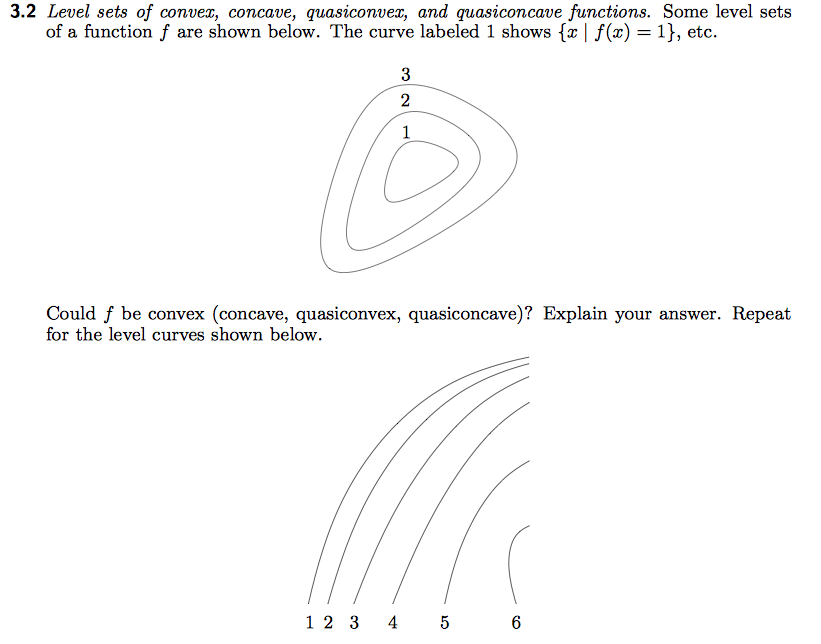 3.2 Level sets of convex, concave, quasiconvex, and quasiconcave functions. Some level sets
of a function f are shown below. The curve labeled 1 shows {x | f(x) = 1}, etc.
3
2
1
Could f be convex (concave, quasiconvex, quasiconcave)? Explain your answer. Repeat
for the level curves shown below.
1 2 3 4 5 6